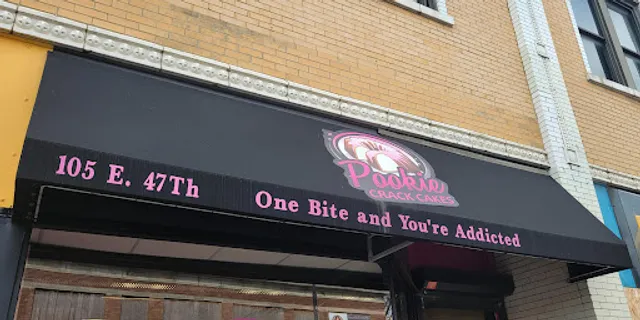 Pookie
CRACK CAKES
105 E. 47Th
One Bite and You're Addicted